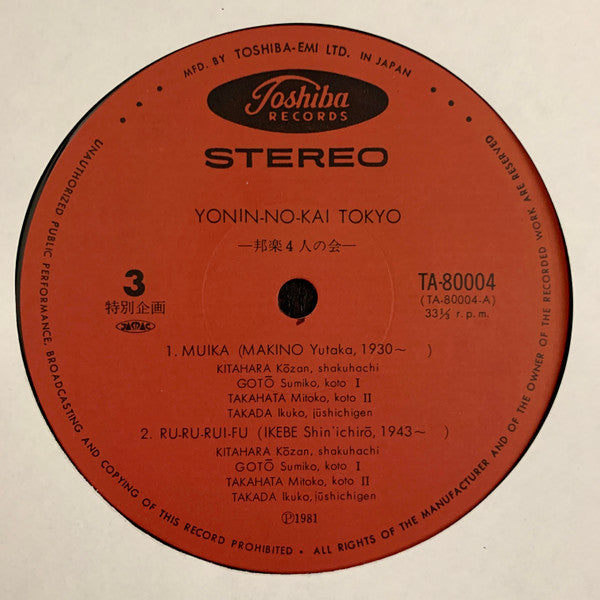 MFD. BY TOSHIBA-EMI LTD. IN JAPAN
Toshiba
RECORDS
STEREO
YONIN-NO-KAI TOKYO
—邦楽4人の会—
3
特別企画
JASRAC
TA-80004
(TA-80004-A)
33⅓ r.p.m.
1. MUIKA (MAKINO Yutaka, 1930~ )
KITAHARA Kōzan, shakuhachi
GOTŌ Sumiko, koto I
TAKAHATA Mitoko, koto II
TAKADA Ikuko, jūshichigen
2. RU-RU-RUI-FU (IKEBE Shin'ichirō, 1943~ )
KITAHARA Kōzan, shakuhachi
GOTŌ Sumiko, koto I
TAKAHATA Mitoko, koto II
TAKADA Ikuko, jūshichigen
Ⓟ1981
UNAUTHORIZED PUBLIC PERFORMANCE, BROADCASTING AND COPYING OF THIS RECORD PROHIBITED • ALL RIGHTS OF THE MANUFACTURER AND OF THE OWNER OF THE RECORDED WORK ARE RESERVED